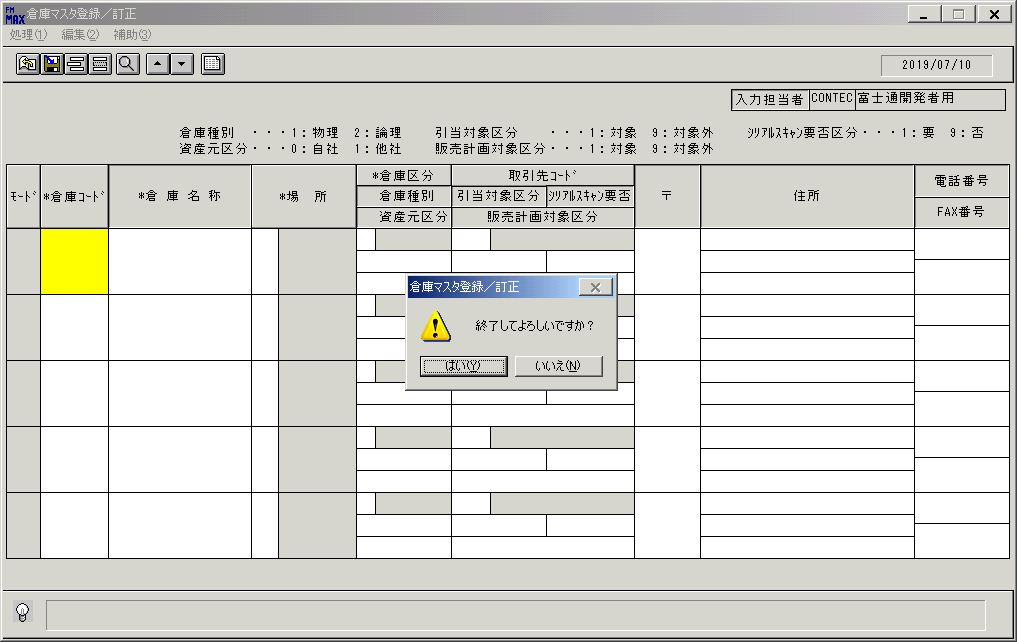 FM MAX 倉庫マスタ登録／訂正
処理(1) 編集(2) 補助(3)
2019/07/10
入力担当者 CONTEC 富士通開発者用
倉庫種別 ・・・1：物理 2：論理 引当対象区分 ・・・1：対象 9：対象外 ｼﾘｱﾙｽｷｬﾝ要否区分・・・1：要 9：否
資産元区分・・・0：自社 1：他社 販売計画対象区分・・・1：対象 9：対象外
ﾓｰﾄﾞ *倉庫ｺｰﾄﾞ *倉 庫 名 称 *場 所 *倉庫区分 取引先ｺｰﾄﾞ 〒 住所 電話番号
倉庫種別 引当対象区分 ｼﾘｱﾙｽｷｬﾝ要否
資産元区分 販売計画対象区分 FAX番号
倉庫マスタ登録／訂正
終了してよろしいですか？
はい(Y) いいえ(N)